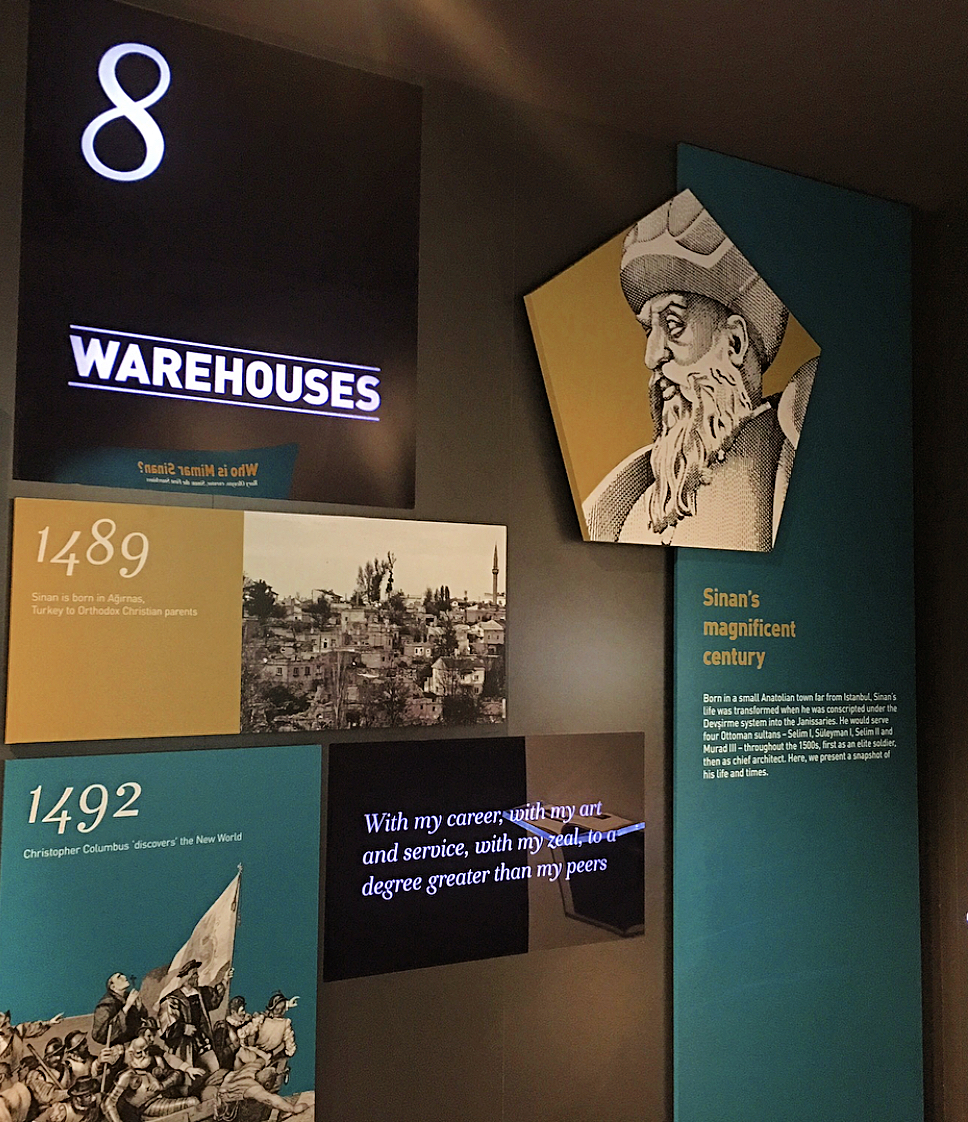 8
WAREHOUSES
Who is Mimar Sinan?
1489
Sinan is born in Ağırnas,
Turkey to Orthodox Christian parents
1492
Christopher Columbus 'discovers' the New World
With my career, with my art
and service, with my zeal, to a
degree greater than my peers
Sinan's
magnificent
century
Born in a small Anatolian town far from Istanbul, Sinan's
life was transformed when he was conscripted under the
Devşirme system into the Janissaries. He would serve
four Ottoman sultans – Selim I, Süleyman I, Selim II and
Murad III – throughout the 1500s, first as an elite soldier,
then as chief architect. Here, we present a snapshot of
his life and times.